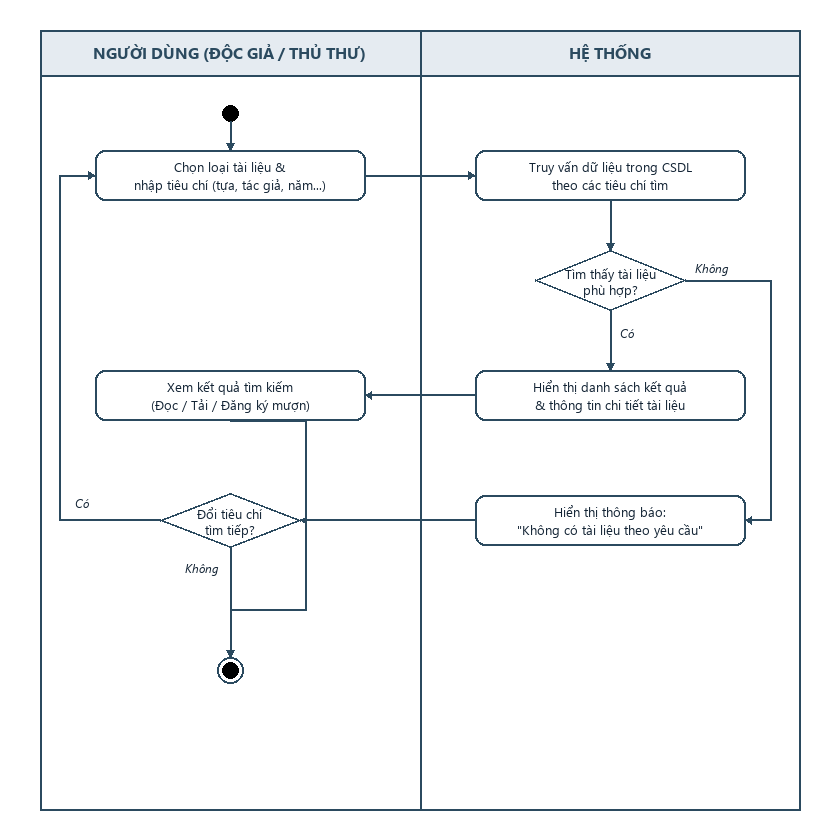 NGƯỜI DÙNG (ĐỘC GIẢ / THỦ THƯ)
HỆ THỐNG
Chọn loại tài liệu &
nhập tiêu chí (tựa, tác giả, năm...)
Truy vấn dữ liệu trong CSDL
theo các tiêu chí tìm
Tìm thấy tài liệu
phù hợp?
Không
Có
Xem kết quả tìm kiếm
(Đọc / Tải / Đăng ký mượn)
Hiển thị danh sách kết quả
& thông tin chi tiết tài liệu
Có
Đổi tiêu chí
tìm tiếp?
Hiển thị thông báo:
"Không có tài liệu theo yêu cầu"
Không